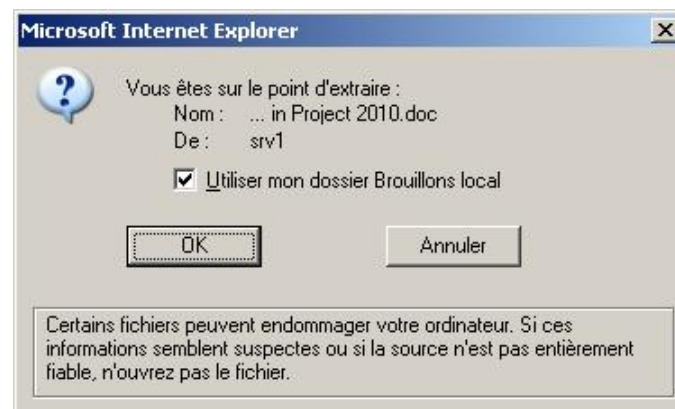 Microsoft Internet Explorer
Vous êtes sur le point d'extraire :
Nom : ... in Project 2010.doc
De : srv1
Utiliser mon dossier Brouillons local
OK Annuler
Certains fichiers peuvent endommager votre ordinateur. Si ces
informations semblent suspectes ou si la source n'est pas entièrement
fiable, n'ouvrez pas le fichier.